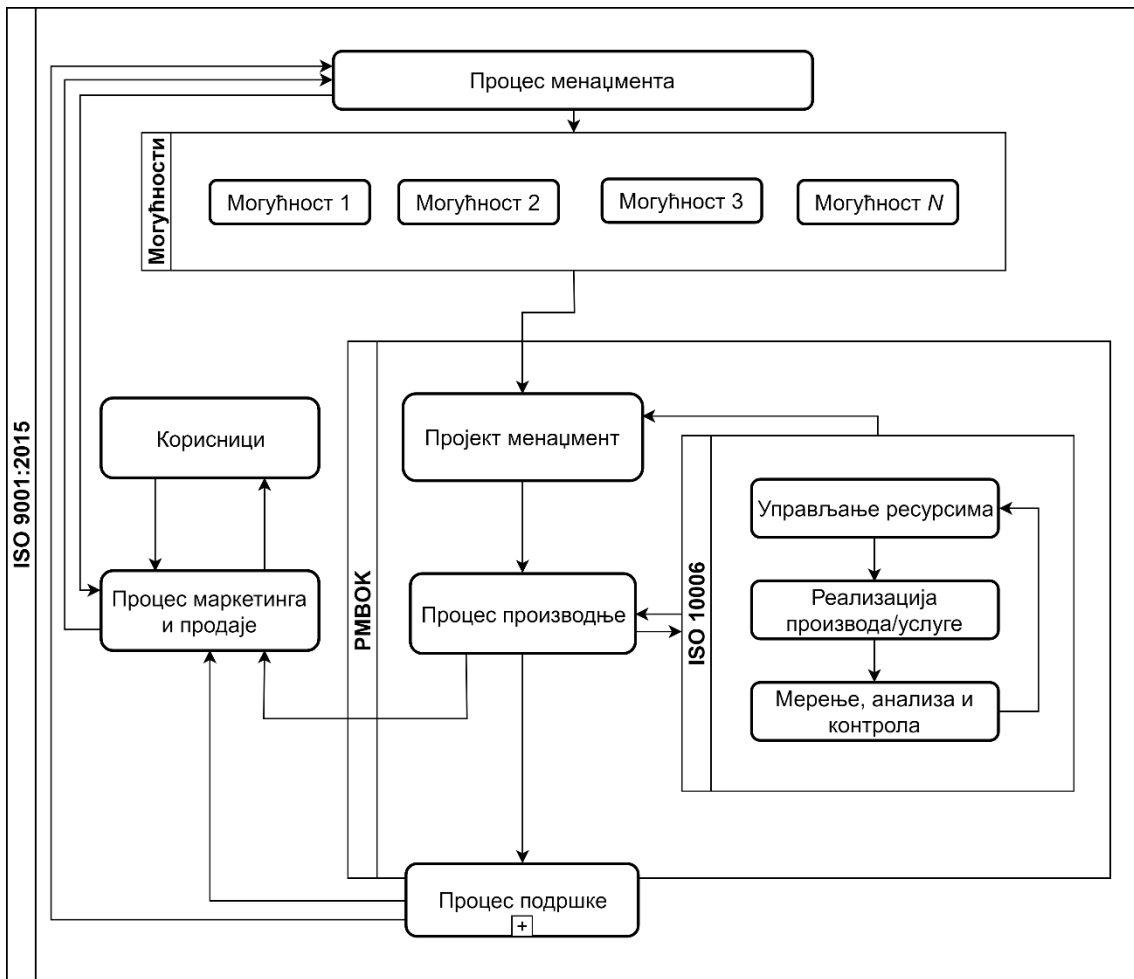 ISO 9001:2015
Процес менаџмента
Могућности
Могућност 1
Могућност 2
Могућност 3
Могућност N
Корисници
Процес маркетинга
и продаје
PMBOK
Пројект менаџмент
Процес производње
ISO 10006
Управљање ресурсима
Реализација
производа/услуге
Мерење, анализа и
контрола
Процес подршке
+